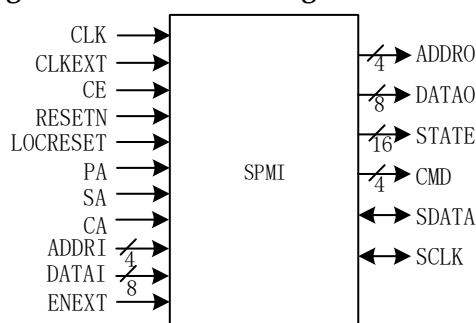 CLK
CLKEXT
CE
RESETN
LOCRESET
PA
SA
CA
ADDRI
4
DATAI
8
ENEXT
SPMI
4
ADDRO
8
DATAO
16
STATE
4
CMD
SDATA
SCLK